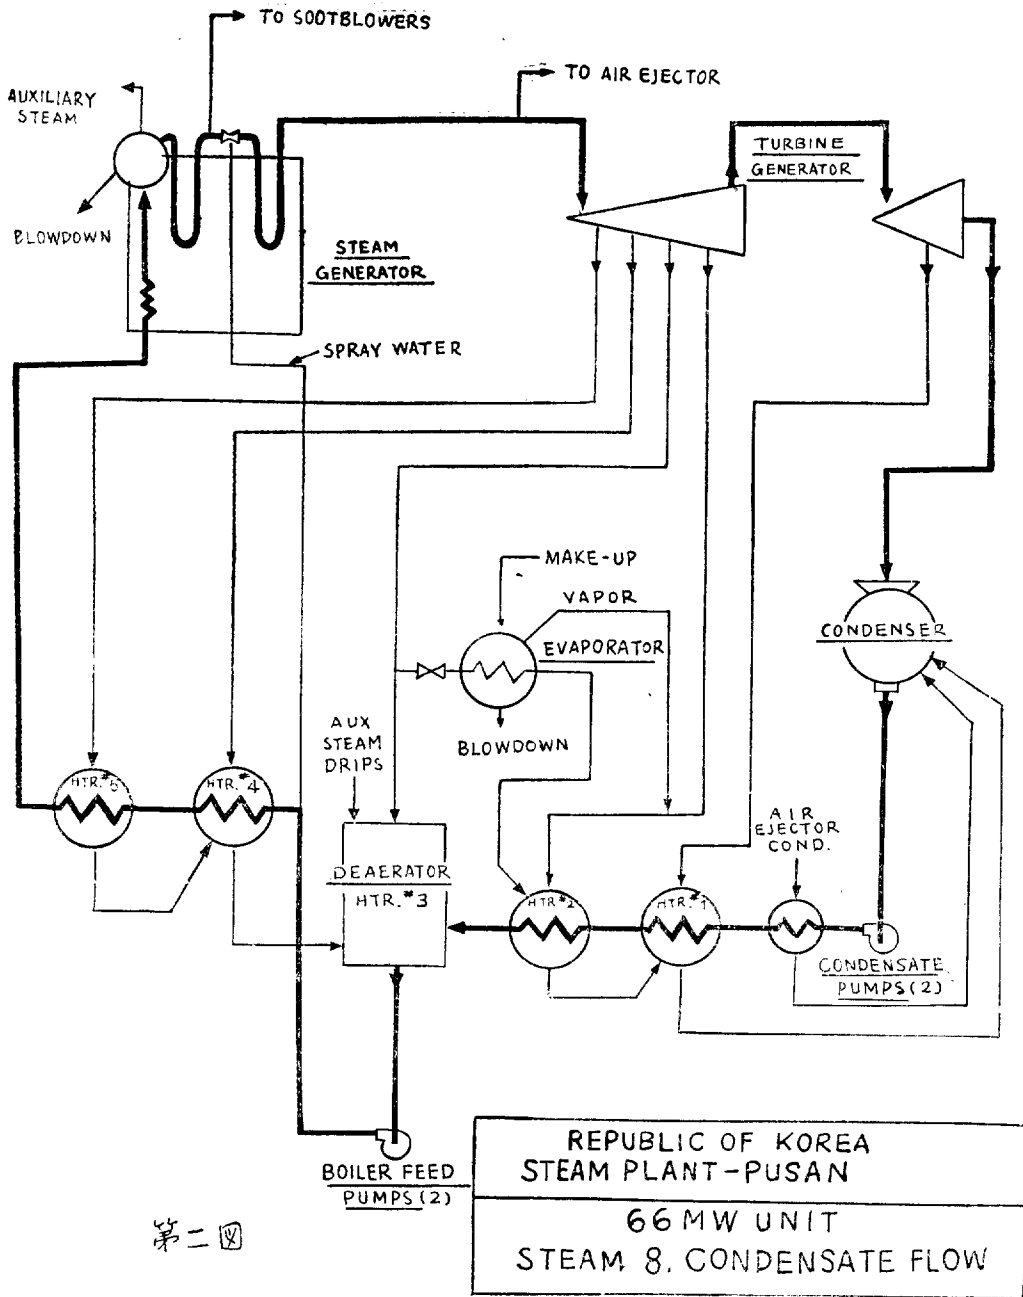 TO SOOTBLOWERS
TO AIR EJECTOR
AUXILIARY
STEAM
TURBINE
GENERATOR
BLOWDOWN
STEAM
GENERATOR
SPRAY WATER
MAKE-UP
VAPOR
CONDENSER
EVAPORATOR
BLOWDOWN
AUX
STEAM
DRIPS
HTR.#5
HTR.#4
AIR
EJECTOR
COND.
DEAERATOR
HTR.#3
HTR.#2
HTR.#1
CONDENSATE
PUMPS(2)
BOILER FEED
PUMPS(2)
REPUBLIC OF KOREA
STEAM PLANT-PUSAN
66 MW UNIT
STEAM 8. CONDENSATE FLOW
第二図